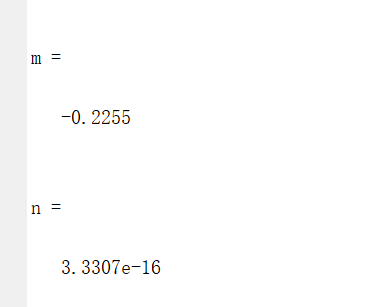 m =
-0.2255
n =
3.3307e-16